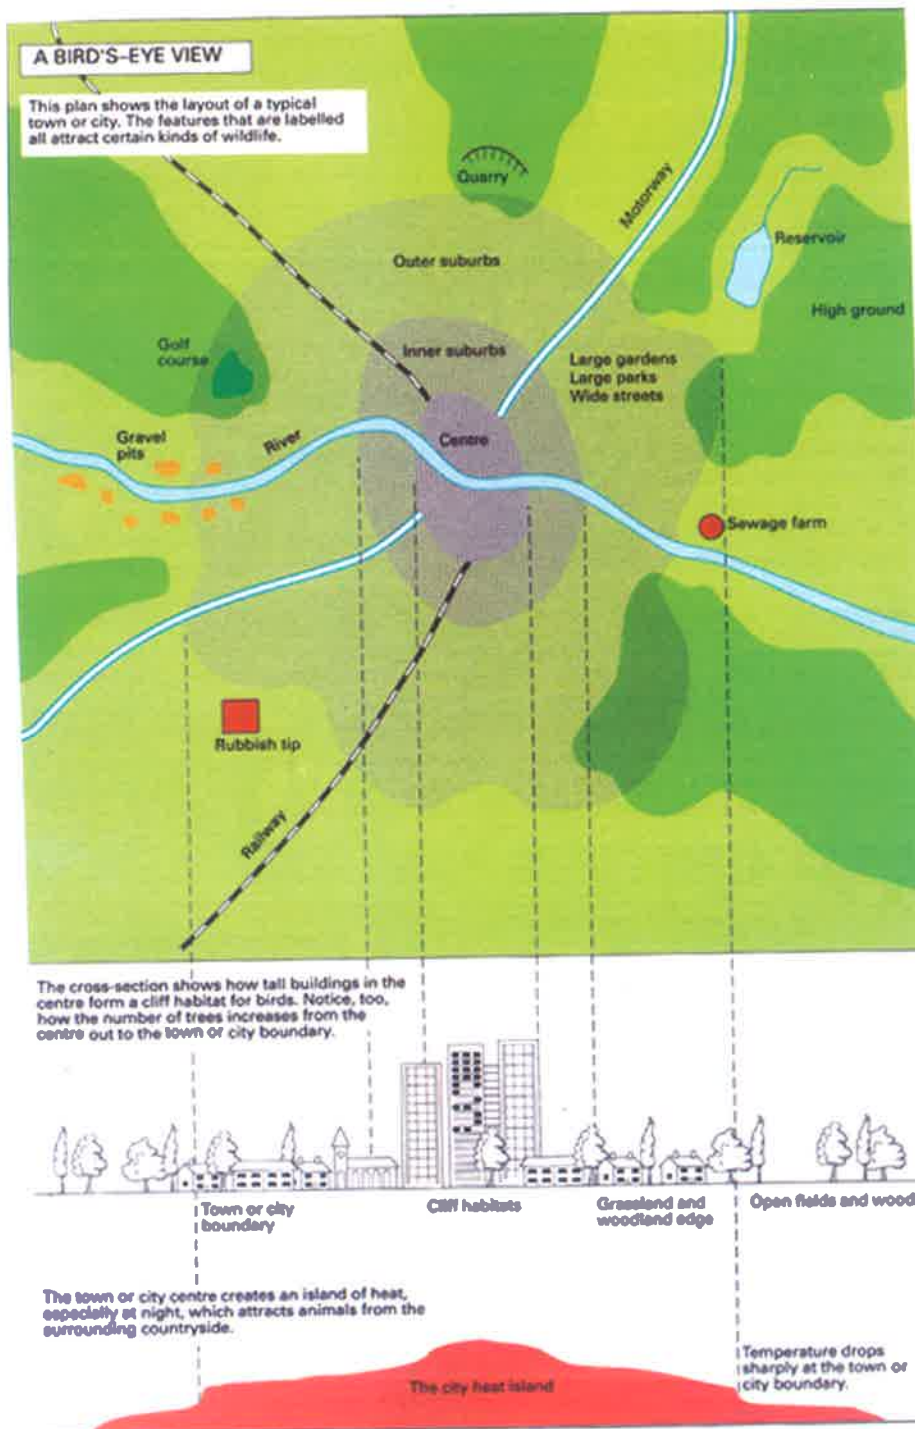 A BIRD'S-EYE VIEW
This plan shows the layout of a typical
town or city. The features that are labelled
all attract certain kinds of wildlife.
Quarry
Motorway
Reservoir
Outer suburbs
High ground
Golf
course
Inner suburbs
Large gardens
Large parks
Wide streets
Gravel
pits
River
Centre
Sewage farm
Rubbish tip
Railway
The cross-section shows how tall buildings in the
centre form a cliff habitat for birds. Notice, too,
how the number of trees increases from the
centre out to the town or city boundary.
Town or city
boundary
Cliff habitats
Grassland and
woodland edge
Open fields and wood
The town or city centre creates an island of heat,
especially at night, which attracts animals from the
surrounding countryside.
Temperature drops
sharply at the town or
city boundary.
The city heat island